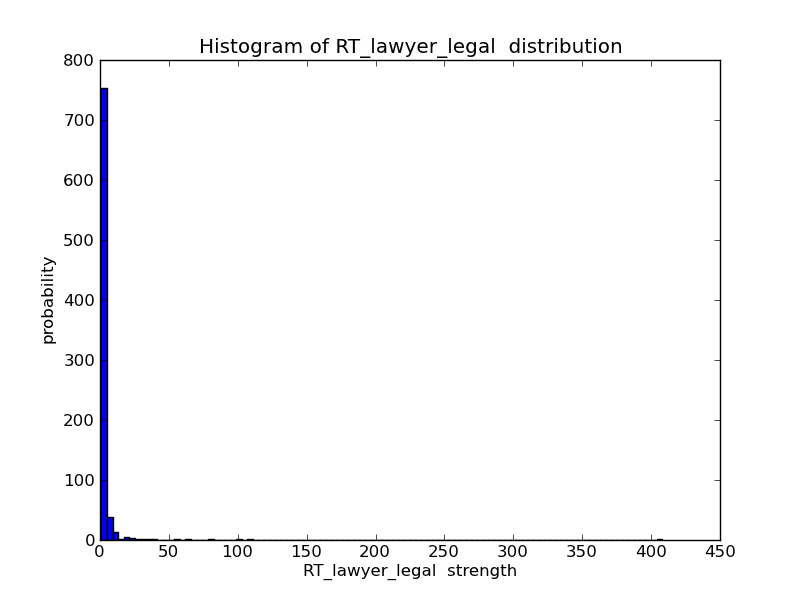 Histogram of RT_lawyer_legal  distribution
800
700
600
500
400
300
200
100
0
probability
0 50 100 150 200 250 300 350 400 450
RT_lawyer_legal  strength